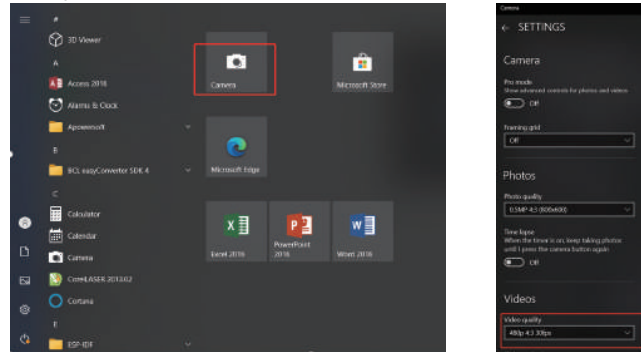 #
3D Viewer
A
Access 2016
Alarms & Clock
Apowersoft
B
BCL easyConverter SDK 4
C
Calculator
Calendar
Camera
CorelLASER 2013.02
Cortana
E
ESP-IDF
Camera
Microsoft Store
Microsoft Edge
Excel 2016
PowerPoint
2016
Word 2016
Camera
SETTINGS
Camera
Pro mode
Show advanced controls for photos and videos
Off
Framing grid
Off
Photos
Photo quality
0.5MP 4:3 (800x600)
Time lapse
When the timer is on, keep taking photos
until I press the camera button again
Off
Videos
Video quality
480p 4:3 30fps